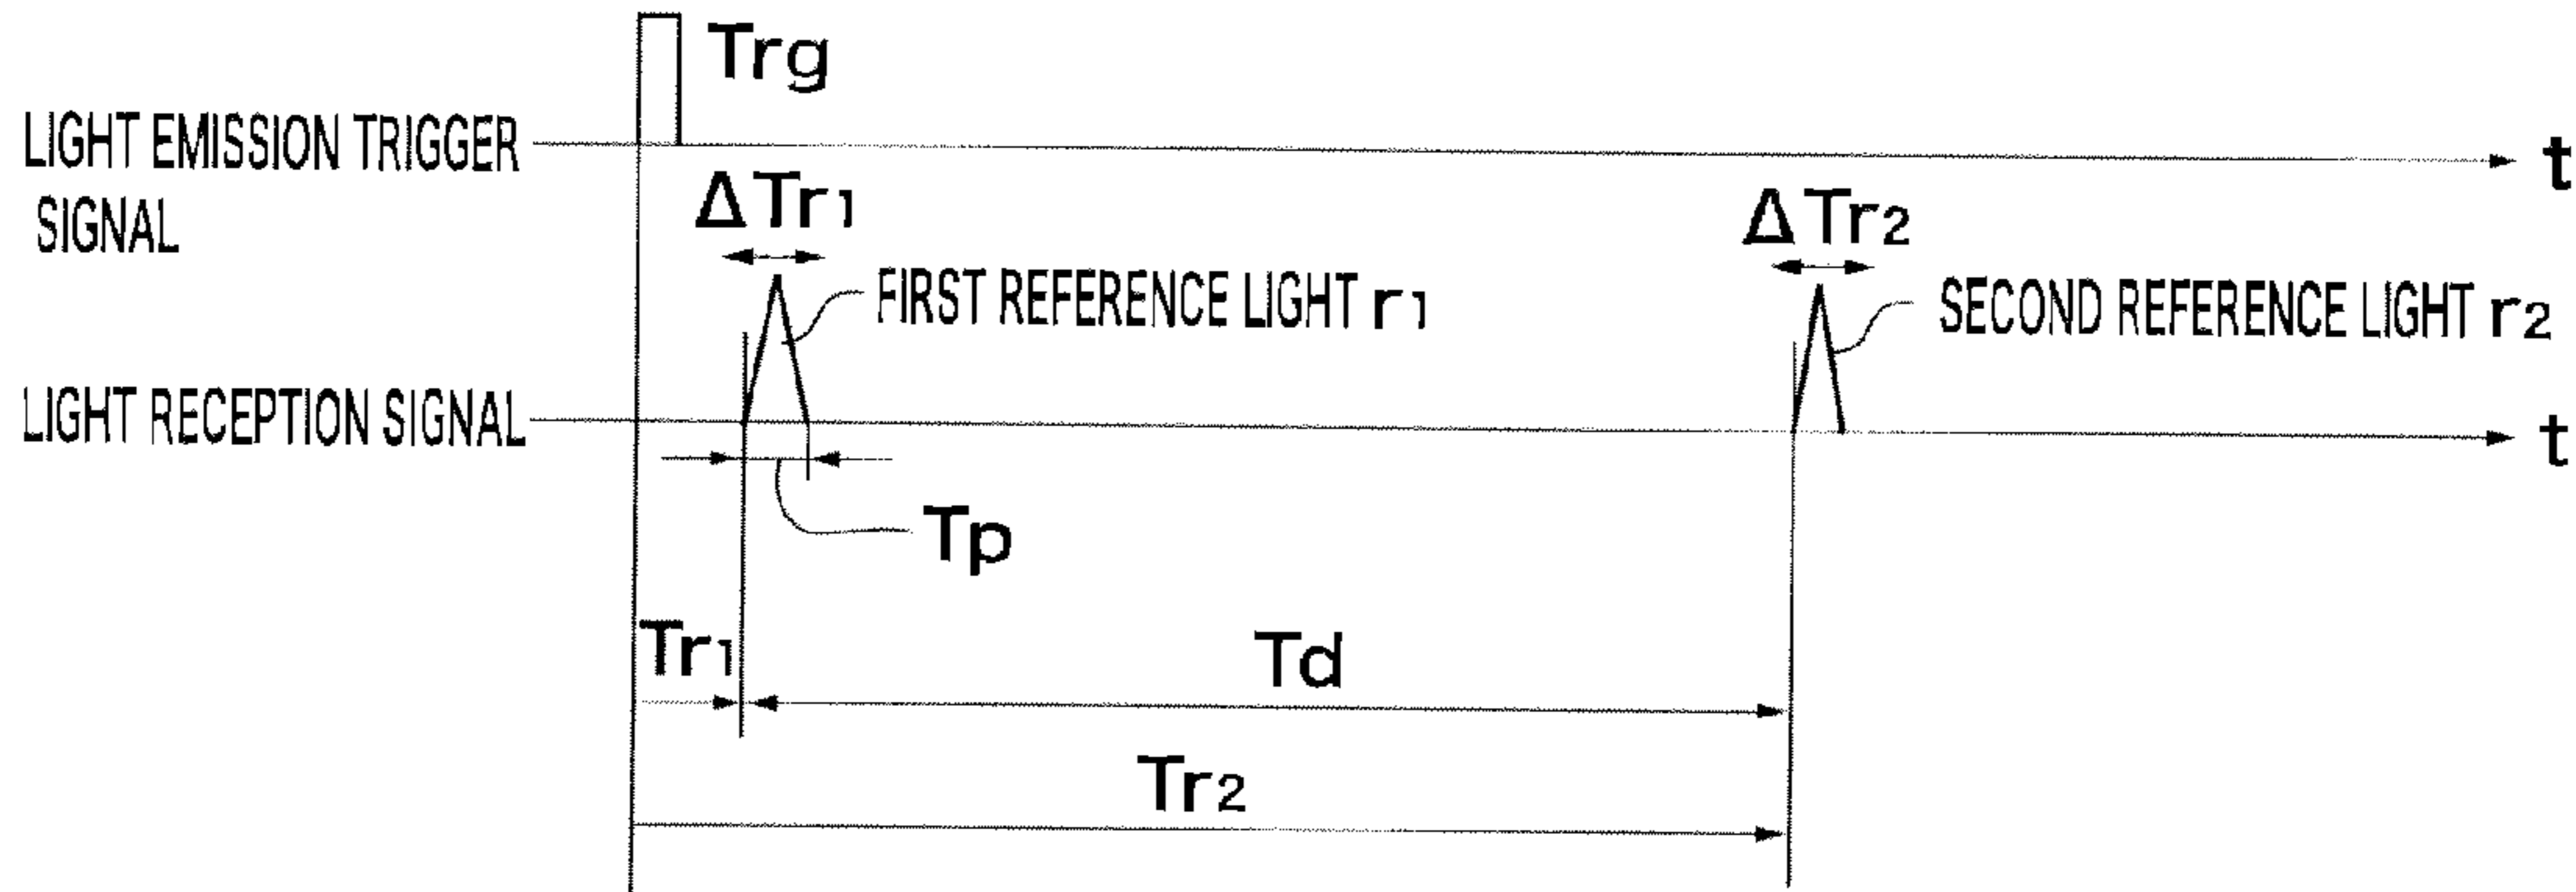 Trg
LIGHT EMISSION TRIGGER
SIGNAL
t
ΔTr1
ΔTr2
FIRST REFERENCE LIGHT r1
SECOND REFERENCE LIGHT r2
LIGHT RECEPTION SIGNAL
t
Tp
Tr1
Td
Tr2